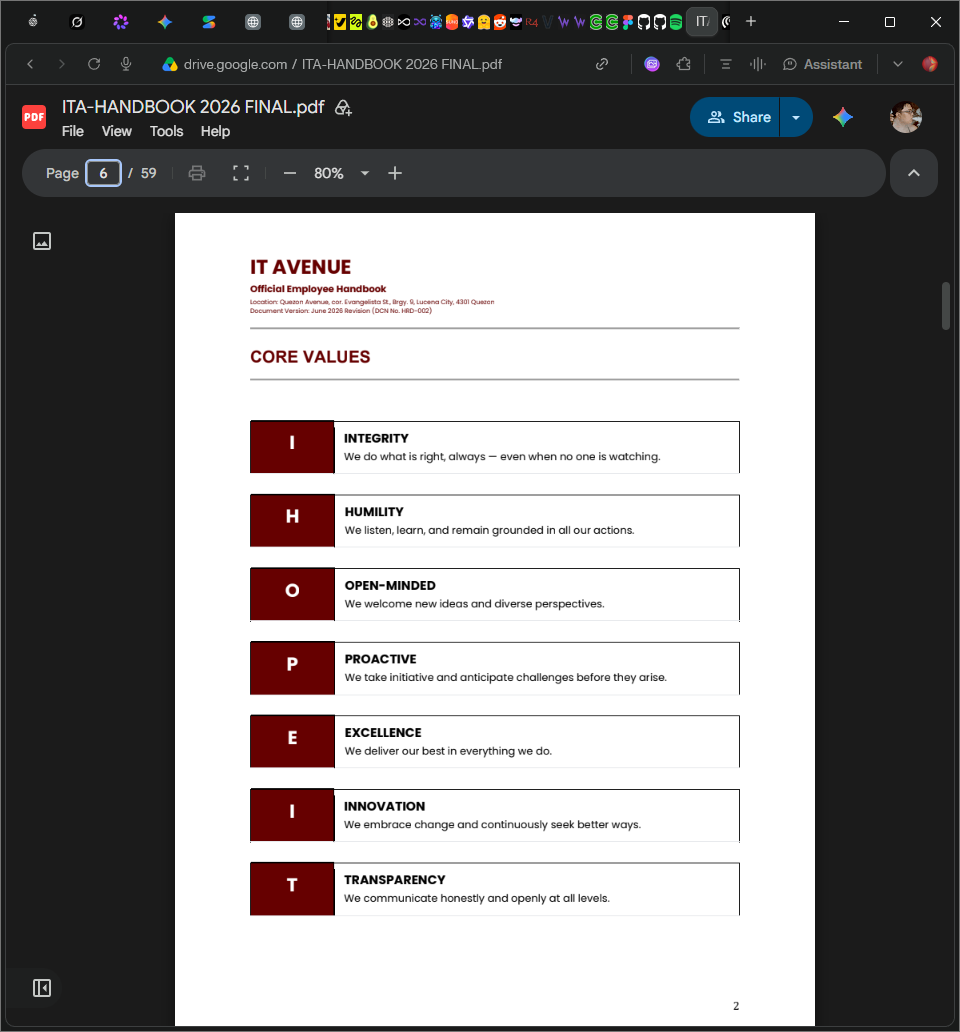 drive.google.com / ITA-HANDBOOK 2026 FINAL.pdf
Assistant
PDF
ITA-HANDBOOK 2026 FINAL.pdf
File View Tools Help
Share
Page 6 / 59
80%
IT AVENUE
Official Employee Handbook
Location: Quezon Avenue, cor. Evangelista St., Brgy. 9, Lucena City, 4301 Quezon
Document Version: June 2026 Revision (DCN No. HRD-002)
CORE VALUES
I
INTEGRITY
We do what is right, always — even when no one is watching.
H
HUMILITY
We listen, learn, and remain grounded in all our actions.
O
OPEN-MINDED
We welcome new ideas and diverse perspectives.
P
PROACTIVE
We take initiative and anticipate challenges before they arise.
E
EXCELLENCE
We deliver our best in everything we do.
I
INNOVATION
We embrace change and continuously seek better ways.
T
TRANSPARENCY
We communicate honestly and openly at all levels.
2